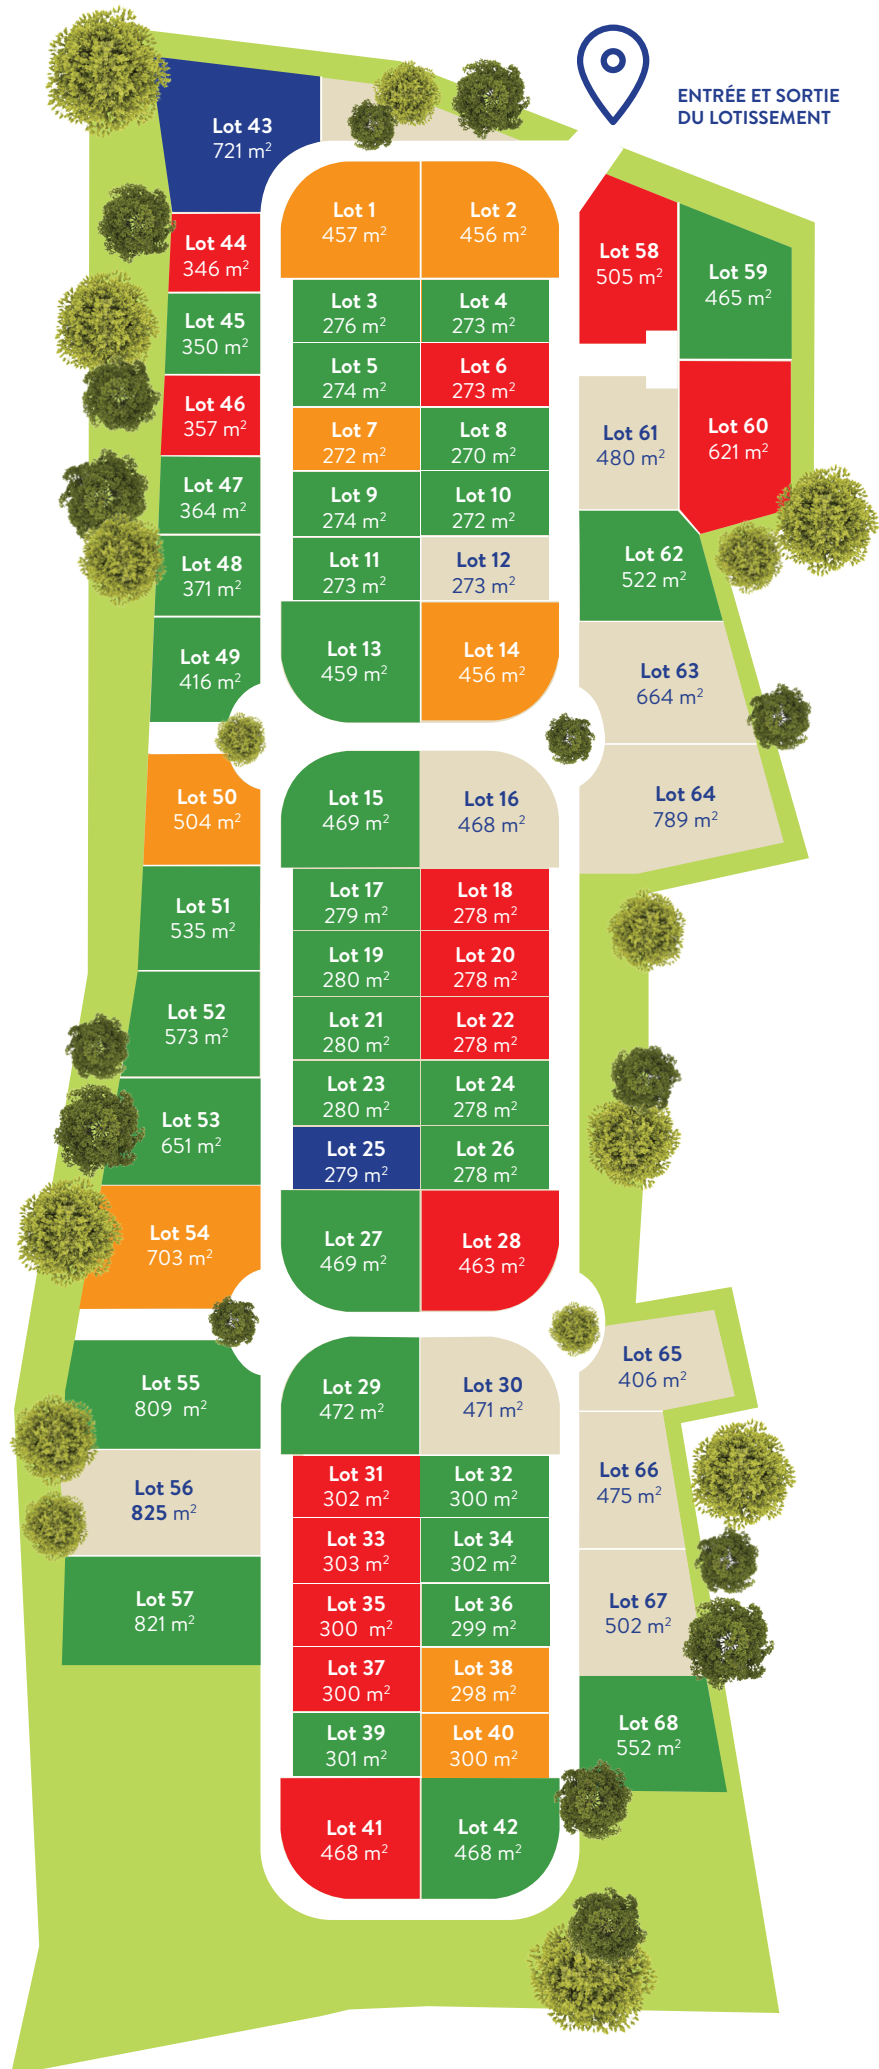 ENTRÉE ET SORTIE
DU LOTISSEMENT
Lot 43
721 m²
Lot 1
457 m²
Lot 2
456 m²
Lot 44
346 m²
Lot 58
505 m²
Lot 59
465 m²
Lot 3
276 m²
Lot 4
273 m²
Lot 45
350 m²
Lot 5
274 m²
Lot 6
273 m²
Lot 46
357 m²
Lot 7
272 m²
Lot 8
270 m²
Lot 61
480 m²
Lot 60
621 m²
Lot 47
364 m²
Lot 9
274 m²
Lot 10
272 m²
Lot 48
371 m²
Lot 11
273 m²
Lot 12
273 m²
Lot 62
522 m²
Lot 49
416 m²
Lot 13
459 m²
Lot 14
456 m²
Lot 63
664 m²
Lot 50
504 m²
Lot 15
469 m²
Lot 16
468 m²
Lot 64
789 m²
Lot 51
535 m²
Lot 17
279 m²
Lot 18
278 m²
Lot 19
280 m²
Lot 20
278 m²
Lot 52
573 m²
Lot 21
280 m²
Lot 22
278 m²
Lot 23
280 m²
Lot 24
278 m²
Lot 53
651 m²
Lot 25
279 m²
Lot 26
278 m²
Lot 54
703 m²
Lot 27
469 m²
Lot 28
463 m²
Lot 65
406 m²
Lot 55
809 m²
Lot 29
472 m²
Lot 30
471 m²
Lot 56
825 m²
Lot 31
302 m²
Lot 32
300 m²
Lot 66
475 m²
Lot 33
303 m²
Lot 34
302 m²
Lot 57
821 m²
Lot 35
300 m²
Lot 36
299 m²
Lot 67
502 m²
Lot 37
300 m²
Lot 38
298 m²
Lot 39
301 m²
Lot 40
300 m²
Lot 68
552 m²
Lot 41
468 m²
Lot 42
468 m²